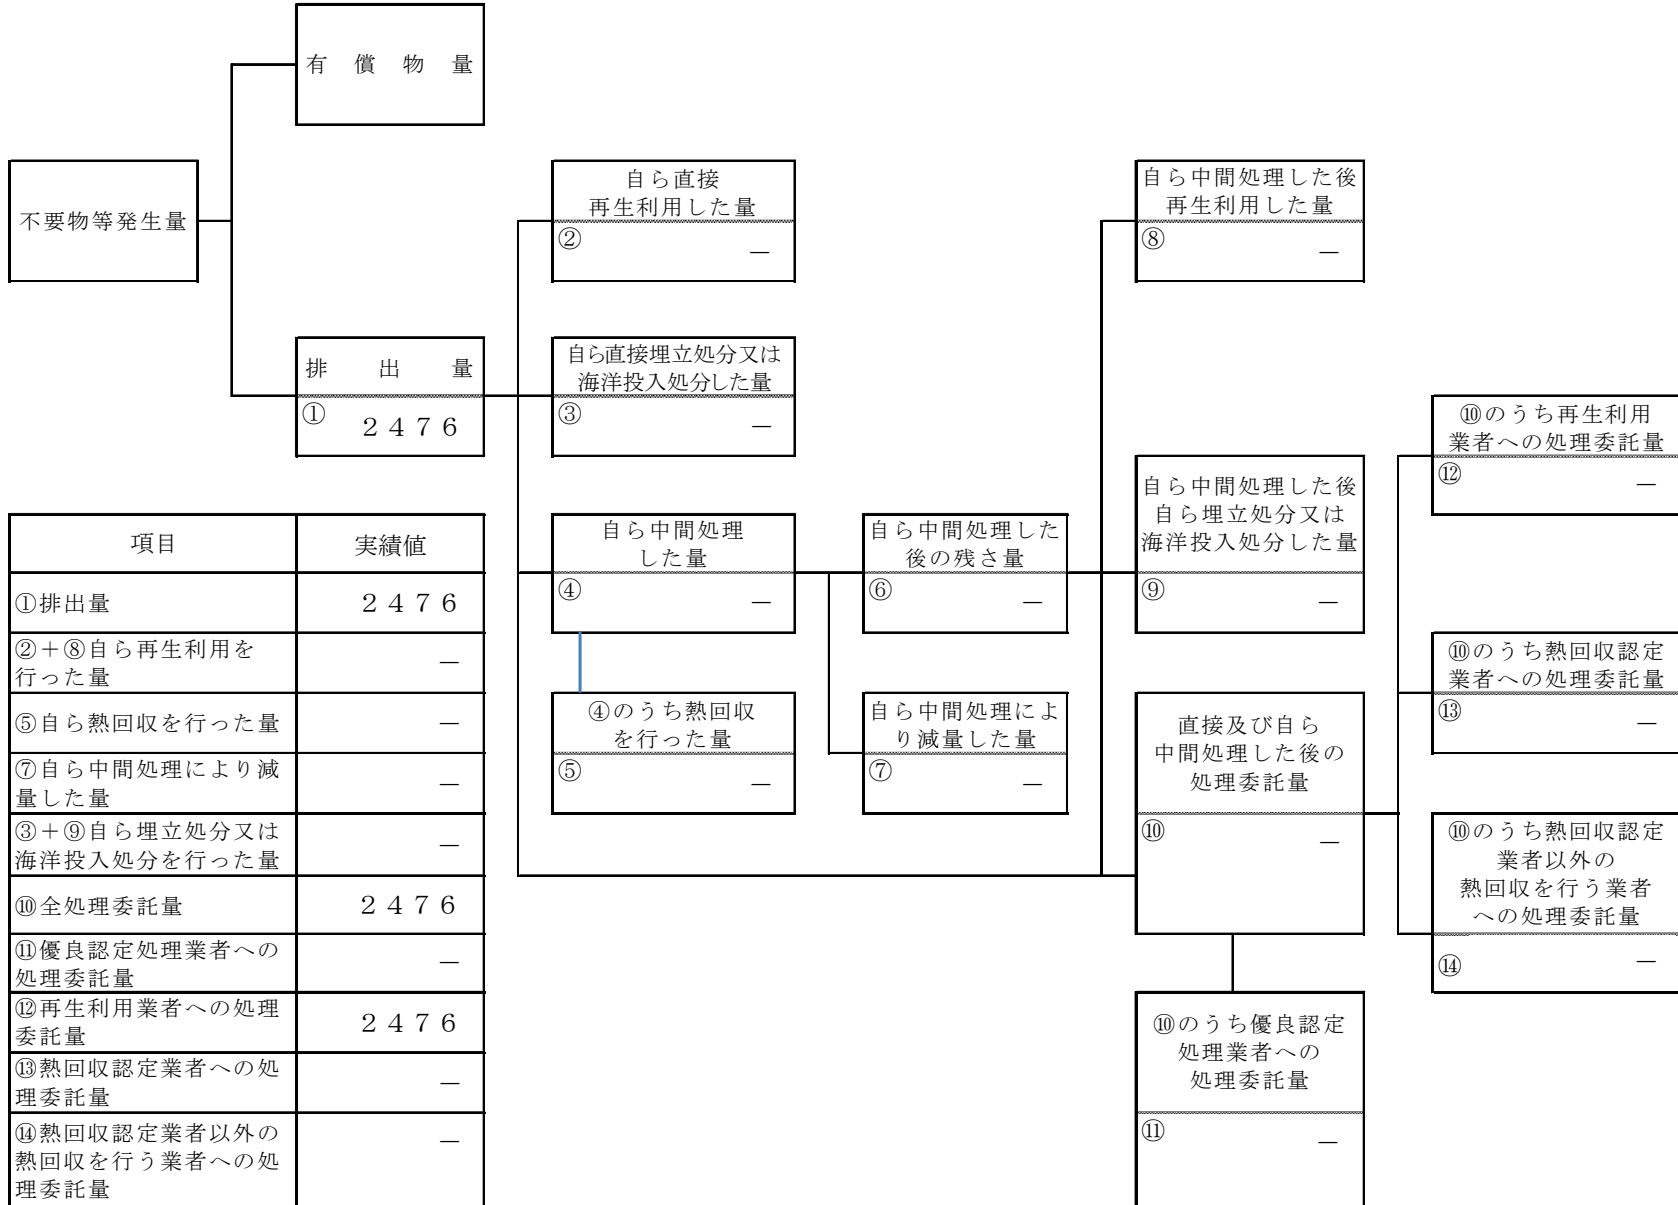 有償物量
不要物等発生量
排出量
① 2476
自ら直接
再生利用した量
② －
自ら直接埋立処分又は
海洋投入処分した量
③ －
自ら中間処理
した量
④ －
④のうち熱回収
を行った量
⑤ －
自ら中間処理した
後の残さ量
⑥ －
自ら中間処理によ
り減量した量
⑦ －
自ら中間処理した後
再生利用した量
⑧ －
自ら中間処理した後
自ら埋立処分又は
海洋投入処分した量
⑨ －
直接及び自ら
中間処理した後の
処理委託量
⑩ －
⑩のうち優良認定
処理業者への
処理委託量
⑪ －
⑩のうち再生利用
業者への処理委託量
⑫ －
⑩のうち熱回収認定
業者への処理委託量
⑬ －
⑩のうち熱回収認定
業者以外の
熱回収を行う業者
への処理委託量
⑭ －
項目 実績値
①排出量 2476
②＋⑧自ら再生利用を
行った量 －
⑤自ら熱回収を行った量 －
⑦自ら中間処理により減
量した量 －
③＋⑨自ら埋立処分又は
海洋投入処分を行った量 －
⑩全処理委託量 2476
⑪優良認定処理業者への
処理委託量 －
⑫再生利用業者への処理
委託量 2476
⑬熱回収認定業者への処
理委託量 －
⑭熱回収認定業者以外の
熱回収を行う業者への処
理委託量 －